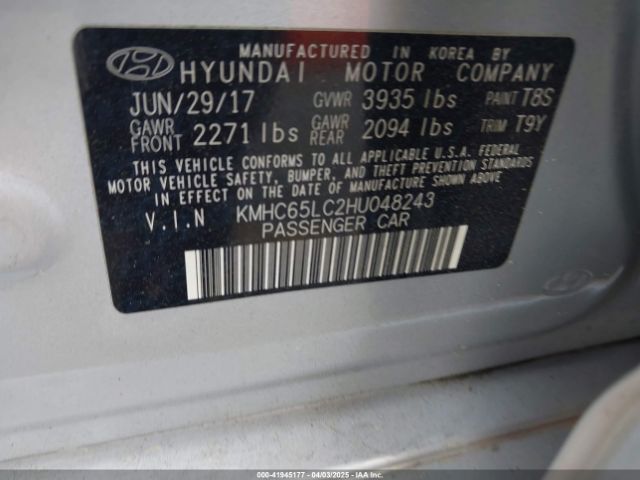 MANUFACTURED IN KOREA BY
HYUNDAI MOTOR COMPANY
JUN/29/17 GVWR 3935 lbs PAINT T8S
GAWR FRONT 2271 lbs GAWR REAR 2094 lbs TRIM T9Y
THIS VEHICLE CONFORMS TO ALL APPLICABLE U.S.A. FEDERAL
MOTOR VEHICLE SAFETY, BUMPER, AND THEFT PREVENTION STANDARDS
IN EFFECT ON THE DATE OF MANUFACTURE SHOWN ABOVE.
V.I.N KMHC65LC2HU048243
PASSENGER CAR
000-41945177 - 04/03/2025 - IAAI.COM